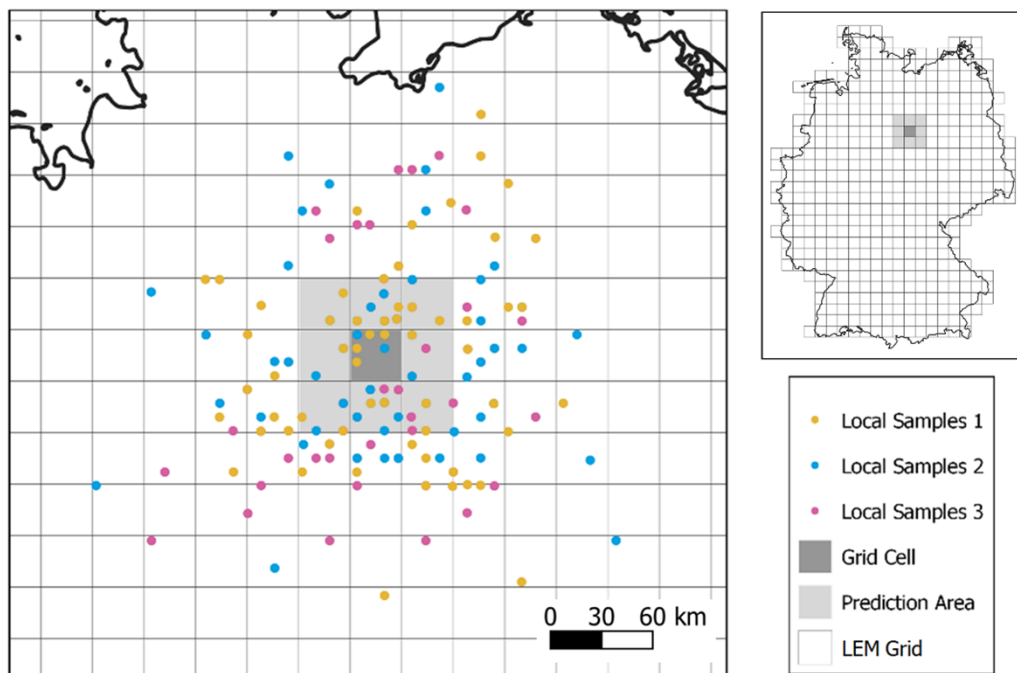 0 30 60 km
Local Samples 1
Local Samples 2
Local Samples 3
Grid Cell
Prediction Area
LEM Grid